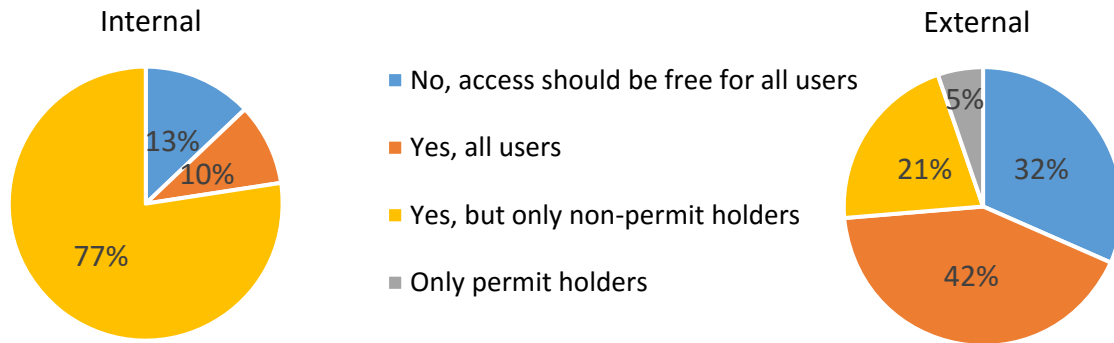 Internal
External
13%
10%
77%
No, access should be free for all users
Yes, all users
Yes, but only non-permit holders
Only permit holders
5%
21%
32%
42%